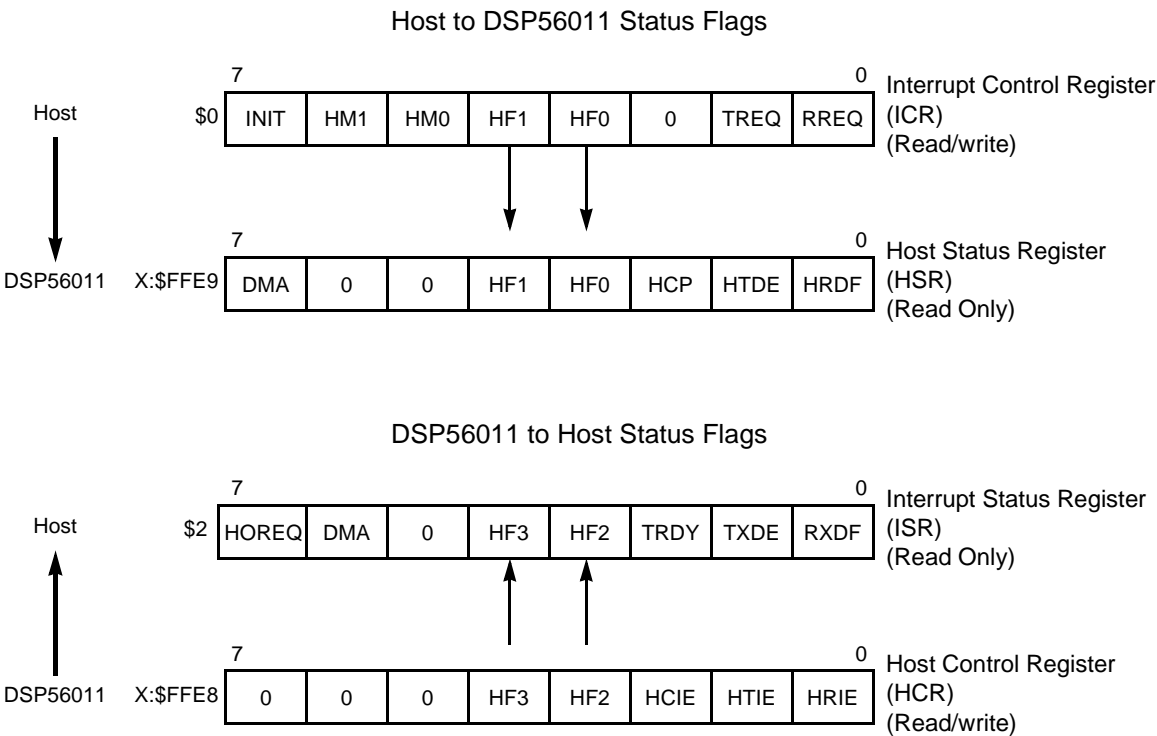 Host to DSP56011 Status Flags
7 0
Host $0 INIT HM1 HM0 HF1 HF0 0 TREQ RREQ
Interrupt Control Register
(ICR)
(Read/write)
7 0
DSP56011 X:$FFE9 DMA 0 0 HF1 HF0 HCP HTDE HRDF
Host Status Register
(HSR)
(Read Only)
DSP56011 to Host Status Flags
7 0
Host $2 HOREQ DMA 0 HF3 HF2 TRDY TXDE RXDF
Interrupt Status Register
(ISR)
(Read Only)
7 0
DSP56011 X:$FFE8 0 0 0 HF3 HF2 HCIE HTIE HRIE
Host Control Register
(HCR)
(Read/write)